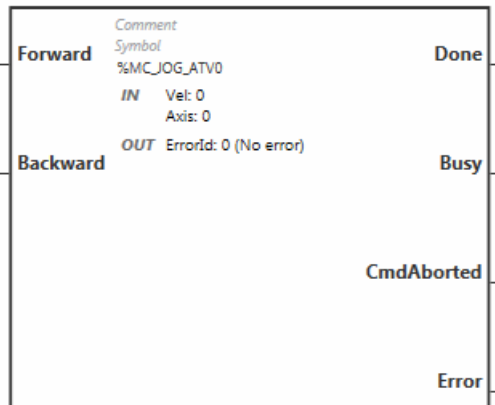 Comment
Forward Symbol Done
%MC_JOG_ATV0
IN Vel: 0
Axis: 0
OUT ErrorId: 0 (No error)
Backward Busy
CmdAborted
Error